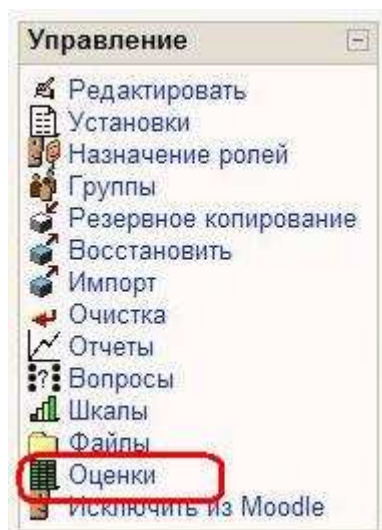 Управление
Редактировать
Установки
Назначение ролей
Группы
Резервное копирование
Восстановить
Импорт
Очистка
Отчеты
Вопросы
Шкалы
Файлы
Оценки
Исключить из Moodle